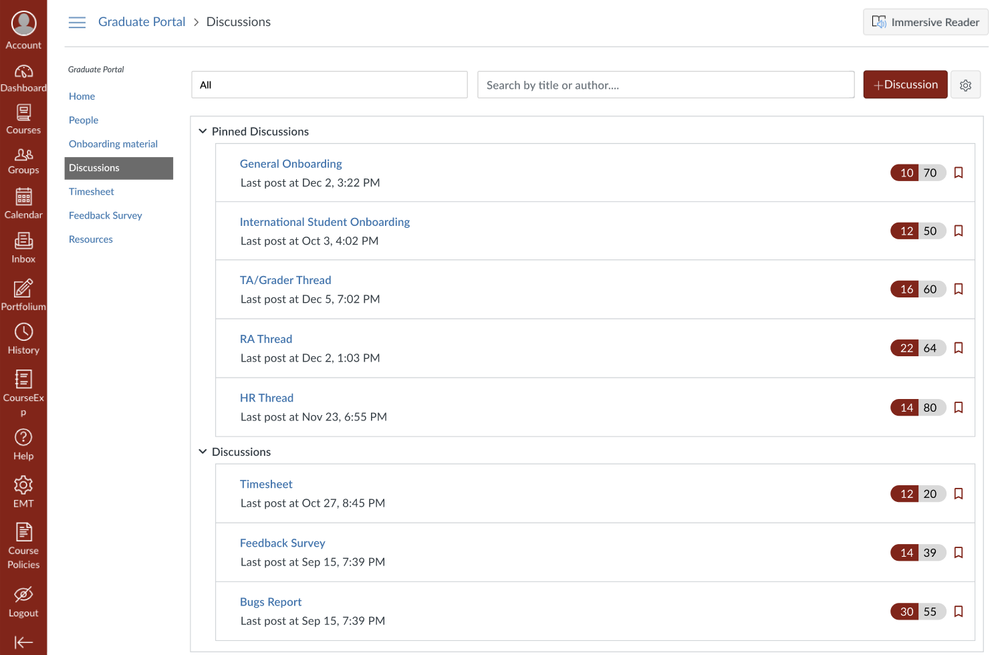 Account
Dashboard
Courses
Groups
Calendar
Inbox
Portfolium
History
CourseEx
p
Help
EMT
Course
Policies
Logout
Graduate Portal > Discussions
Immersive Reader
Graduate Portal
Home
People
Onboarding material
Discussions
Timesheet
Feedback Survey
Resources
All
Search by title or author....
+Discussion
Pinned Discussions
General Onboarding
Last post at Dec 2, 3:22 PM
10 70
International Student Onboarding
Last post at Oct 3, 4:02 PM
12 50
TA/Grader Thread
Last post at Dec 5, 7:02 PM
16 60
RA Thread
Last post at Dec 2, 1:03 PM
22 64
HR Thread
Last post at Nov 23, 6:55 PM
14 80
Discussions
Timesheet
Last post at Oct 27, 8:45 PM
12 20
Feedback Survey
Last post at Sep 15, 7:39 PM
14 39
Bugs Report
Last post at Sep 15, 7:39 PM
30 55